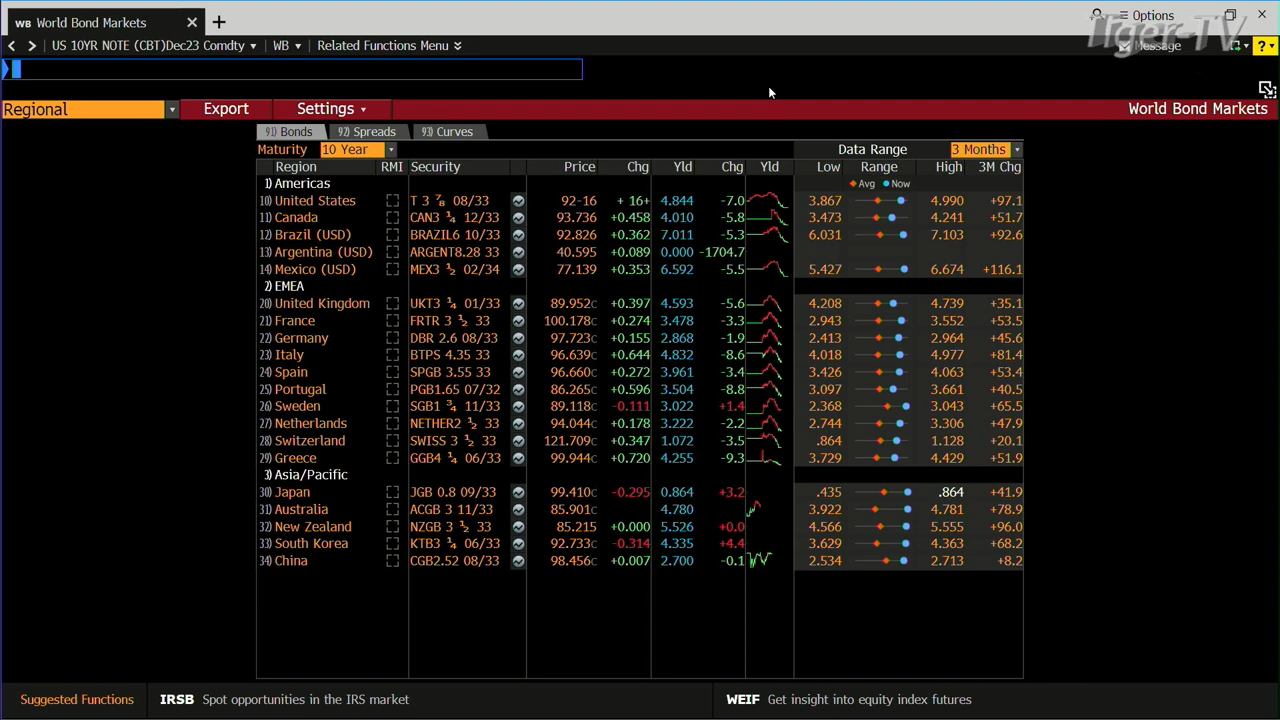 WB World Bond Markets × +
Options
Tiger-TV
< > US 10YR NOTE (CBT)Dec23 Comdty WB Related Functions Menu
Message
?
Regional Export Settings World Bond Markets
91) Bonds 92) Spreads 93) Curves
Maturity 10 Year Data Range 3 Months
Region RMI Security Price Chg Yld Chg Yld Low Range High 3M Chg
1) Americas Avg Now
10) United States T 3 ⅞ 08/33 92-16 + 16+ 4.844 -7.0 3.867 4.990 +97.1
11) Canada CAN3 ¼ 12/33 93.736 +0.458 4.010 -5.8 3.473 4.241 +51.7
12) Brazil (USD) BRAZIL6 10/33 92.826 +0.362 7.011 -5.3 6.031 7.103 +92.6
13) Argentina (USD) ARGENT8.28 33 40.595 +0.089 0.000 -1704.7
14) Mexico (USD) MEX3 ½ 02/34 77.139 +0.353 6.592 -5.5 5.427 6.674 +116.1
2) EMEA
20) United Kingdom UKT3 ¼ 01/33 89.952C +0.397 4.593 -5.6 4.208 4.739 +35.1
21) France FRTR 3 ½ 33 100.178C +0.274 3.478 -3.3 2.943 3.552 +53.5
22) Germany DBR 2.6 08/33 97.723C +0.155 2.868 -1.9 2.413 2.964 +45.6
23) Italy BTPS 4.35 33 96.639C +0.644 4.832 -8.6 4.018 4.977 +81.4
24) Spain SPGB 3.55 33 96.660C +0.272 3.961 -3.4 3.426 4.063 +53.4
25) Portugal PGB1.65 07/32 86.265C +0.596 3.504 -8.8 3.097 3.661 +40.5
26) Sweden SGB1 ¾ 11/33 89.118C -0.111 3.022 +1.4 2.368 3.043 +65.5
27) Netherlands NETHER2 ½ 33 94.044C +0.178 3.222 -2.2 2.744 3.306 +47.9
28) Switzerland SWISS 3 ½ 33 121.709C +0.347 1.072 -3.5 .864 1.128 +20.1
29) Greece GGB4 ¼ 06/33 99.944C +0.720 4.255 -9.3 3.729 4.429 +51.9
3) Asia/Pacific
30) Japan JGB 0.8 09/33 99.410C -0.295 0.864 +3.2 .435 .864 +41.9
31) Australia ACGB 3 11/33 85.901C 4.780 3.922 4.781 +78.9
32) New Zealand NZGB 3 ½ 33 85.215 +0.000 5.526 +0.0 4.566 5.555 +96.0
33) South Korea KTB3 ¼ 06/33 92.733C -0.314 4.335 +4.4 3.629 4.363 +68.2
34) China CGB2.52 08/33 98.456C +0.007 2.700 -0.1 2.534 2.713 +8.2
Suggested Functions IRSB Spot opportunities in the IRS market WEIF Get insight into equity index futures